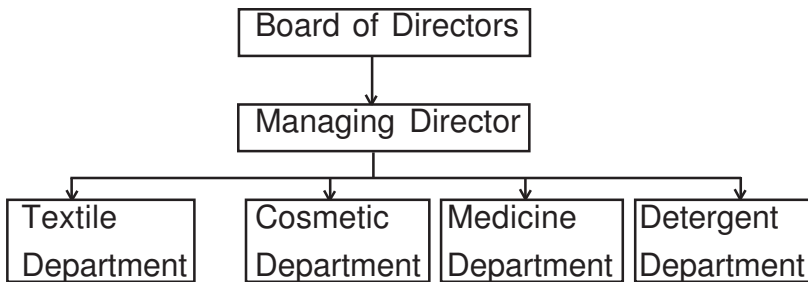 Board of Directors
Managing Director
Textile
Department
Cosmetic
Department
Medicine
Department
Detergent
Department